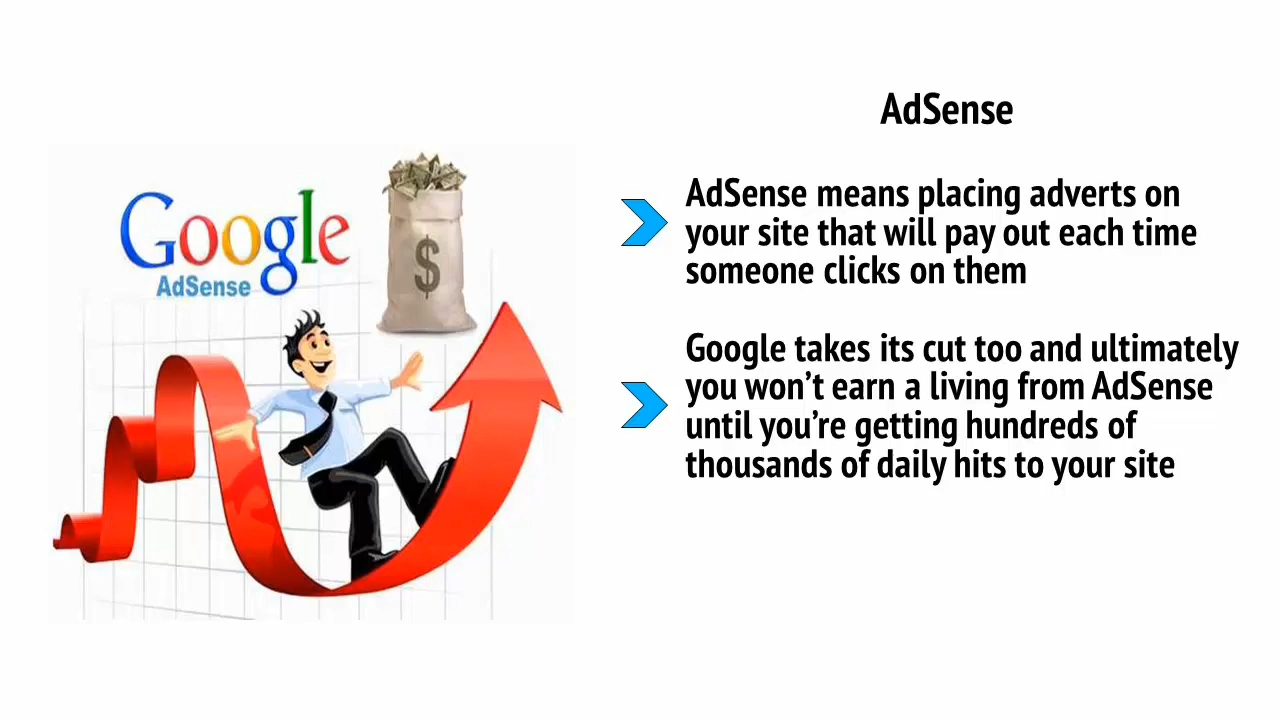 AdSense
Google
AdSense
$
AdSense means placing adverts on
your site that will pay out each time
someone clicks on them
Google takes its cut too and ultimately
you won't earn a living from AdSense
until you're getting hundreds of
thousands of daily hits to your site